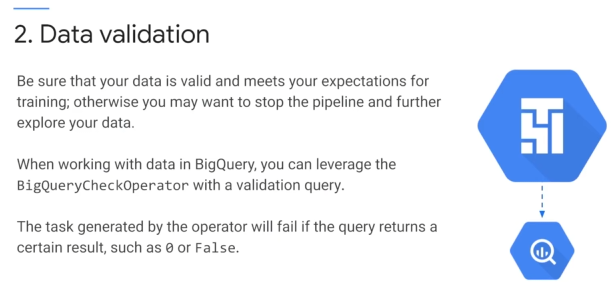 2. Data validation
Be sure that your data is valid and meets your expectations for
training; otherwise you may want to stop the pipeline and further
explore your data.
When working with data in BigQuery, you can leverage the
BigQueryCheckOperator with a validation query.
The task generated by the operator will fail if the query returns a
certain result, such as 0 or False.